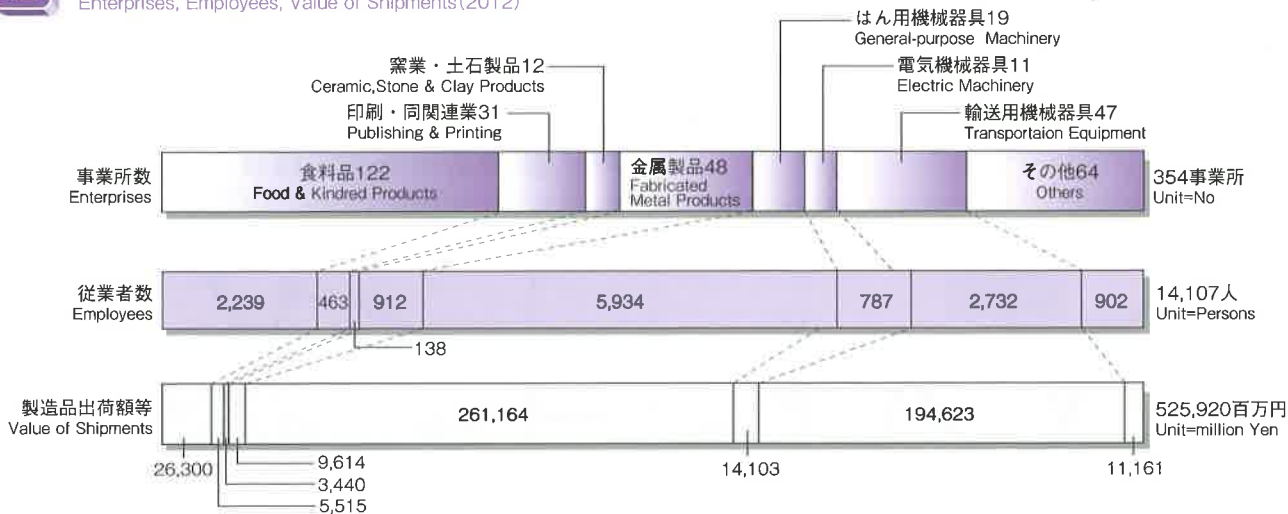 Enterprises, Employees, Value of Shipments(2012)
はん用機械器具19
General-purpose Machinery
窯業・土石製品12
Ceramic,Stone & Clay Products
電気機械器具11
Electric Machinery
印刷・同関連業31
Publishing & Printing
輸送用機械器具47
Transportaion Equipment
事業所数
Enterprises
食料品122
Food & Kindred Products
金属製品48
Fabricated
Metal Products
その他64
Others
354事業所
Unit=No
従業者数
Employees
2,239
463
912
5,934
787
2,732
902
14,107人
Unit=Persons
138
製造品出荷額等
Value of Shipments
261,164
194,623
525,920百万円
Unit=million Yen
26,300
9,614
3,440
5,515
14,103
11,161